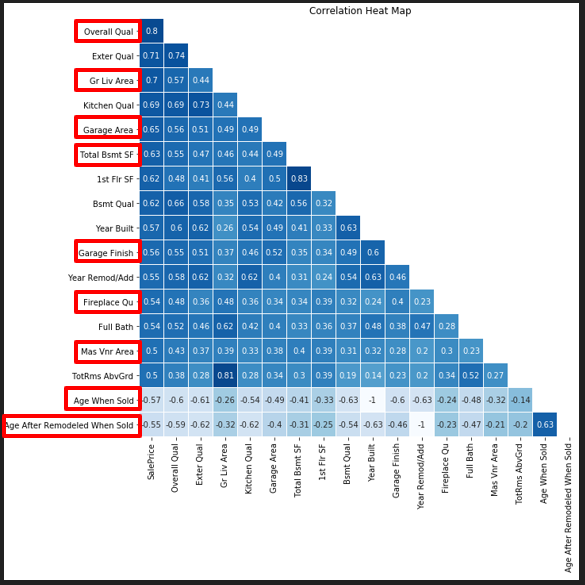 Correlation Heat Map
Overall Qual 0.8
Exter Qual 0.71 0.74
Gr Liv Area 0.7 0.57 0.44
Kitchen Qual 0.69 0.69 0.73 0.44
Garage Area 0.65 0.56 0.51 0.49 0.49
Total Bsmt SF 0.63 0.55 0.47 0.46 0.44 0.49
1st Flr SF 0.62 0.48 0.41 0.56 0.4 0.5 0.83
Bsmt Qual 0.62 0.66 0.58 0.35 0.53 0.42 0.56 0.32
Year Built 0.57 0.6 0.62 0.26 0.54 0.49 0.41 0.33 0.63
Garage Finish 0.56 0.55 0.51 0.37 0.46 0.52 0.35 0.34 0.49 0.6
Year Remod/Add 0.55 0.58 0.62 0.32 0.62 0.4 0.31 0.24 0.54 0.63 0.46
Fireplace Qu 0.54 0.48 0.36 0.48 0.36 0.34 0.34 0.39 0.32 0.24 0.4 0.23
Full Bath 0.54 0.52 0.46 0.62 0.42 0.4 0.33 0.36 0.37 0.48 0.38 0.47 0.28
Mas Vnr Area 0.5 0.43 0.37 0.39 0.33 0.38 0.4 0.39 0.31 0.32 0.28 0.2 0.3 0.23
TotRms AbvGrd 0.5 0.38 0.28 0.81 0.28 0.34 0.3 0.39 0.19 0.14 0.23 0.2 0.34 0.52 0.27
Age When Sold -0.57 -0.6 -0.61 -0.26 -0.54 -0.49 -0.41 -0.33 -0.63 -1 -0.6 -0.63 -0.24 -0.48 -0.32 -0.14
Age After Remodeled When Sold -0.55 -0.59 -0.62 -0.32 -0.62 -0.4 -0.31 -0.25 -0.54 -0.63 -0.46 -1 -0.23 -0.47 -0.21 -0.2 0.63
SalePrice
Overall Qual
Exter Qual
Gr Liv Area
Kitchen Qual
Garage Area
Total Bsmt SF
1st Flr SF
Bsmt Qual
Year Built
Garage Finish
Year Remod/Add
Fireplace Qu
Full Bath
Mas Vnr Area
TotRms AbvGrd
Age When Sold
Age After Remodeled When Sold